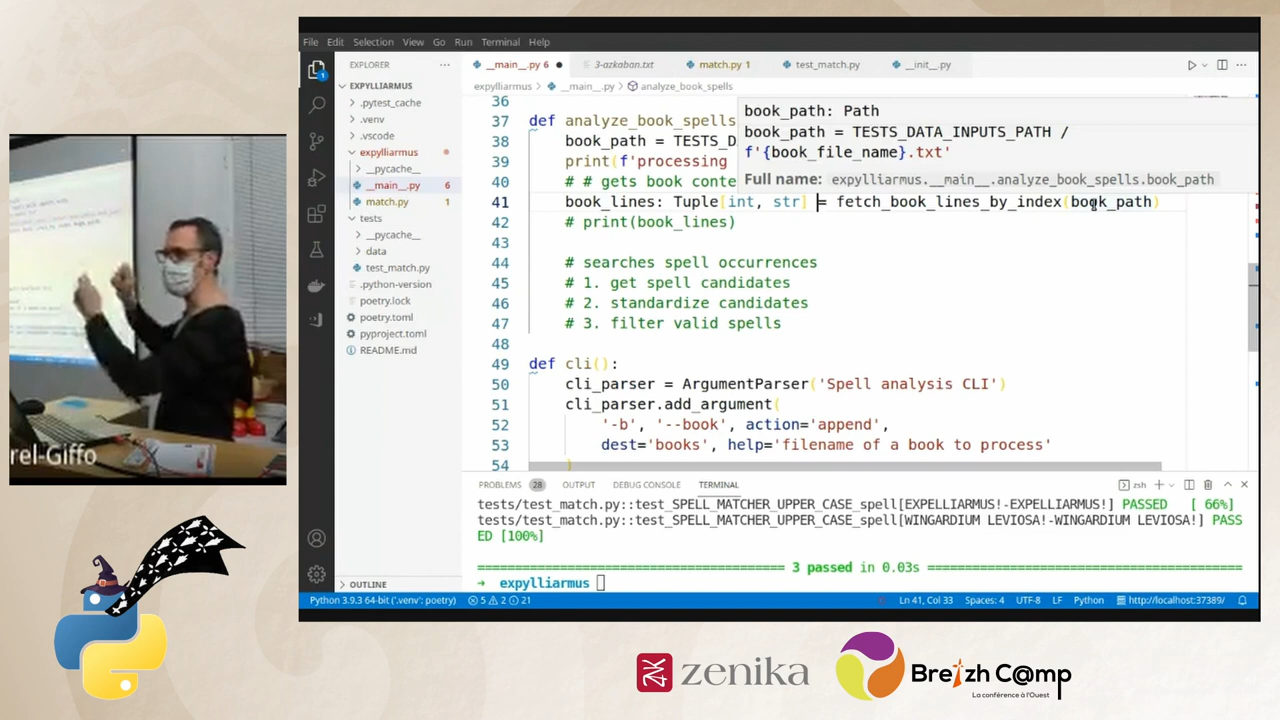 File Edit Selection View Go Run Terminal Help
EXPLORER
EXPYLLIARMUS
.pytest_cache
.venv
.vscode
expylliarmus
__pycache__
__main__.py 6
match.py 1
tests
__pycache__
data
test_match.py
.python-version
poetry.lock
poetry.toml
pyproject.toml
README.md
OUTLINE
__main__.py 6 3-azkaban.txt match.py 1 test_match.py __init__.py
expylliarmus > __main__.py > analyze_book_spells
36
37 def analyze_book_spells
38 book_path = TESTS_D
39 print(f'processing
40 # # gets book conte
41 book_lines: Tuple[int, str] = fetch_book_lines_by_index(book_path)
42 # print(book_lines)
43
44 # searches spell occurrences
45 # 1. get spell candidates
46 # 2. standardize candidates
47 # 3. filter valid spells
48
49 def cli():
50 cli_parser = ArgumentParser('Spell analysis CLI')
51 cli_parser.add_argument(
52 '-b', '--book', action='append',
53 dest='books', help='filename of a book to process'
54 )
book_path: Path
book_path = TESTS_DATA_INPUTS_PATH /
f'{book_file_name}.txt'
Full name: expylliarmus.__main__.analyze_book_spells.book_path
PROBLEMS 28 OUTPUT DEBUG CONSOLE TERMINAL zsh
tests/test_match.py::test_SPELL_MATCHER_UPPER_CASE_spell[EXPELLIARMUS!-EXPELLIARMUS!] PASSED [ 66%]
tests/test_match.py::test_SPELL_MATCHER_UPPER_CASE_spell[WINGARDIUM LEVIOSA!-WINGARDIUM LEVIOSA!] PASS
ED [100%]
3 passed in 0.03s
→ expylliarmus
Python 3.9.3 64-bit ('.venv': poetry) 5 2 21 Ln 41, Col 33 Spaces: 4 UTF-8 LF Python http://localhost:37389/
rel-Giffo
zenika
Breizh C@mp
La conférence à l'Ouest